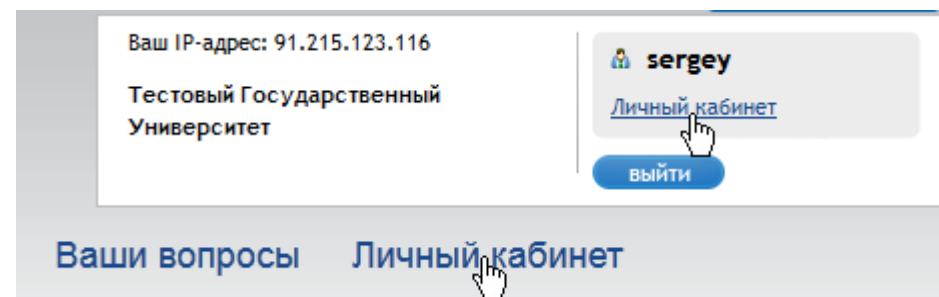 Ваш IP-адрес: 91.215.123.116
Тестовый Государственный
Университет
sergey
Личный кабинет
выйти
Ваши вопросы Личный кабинет